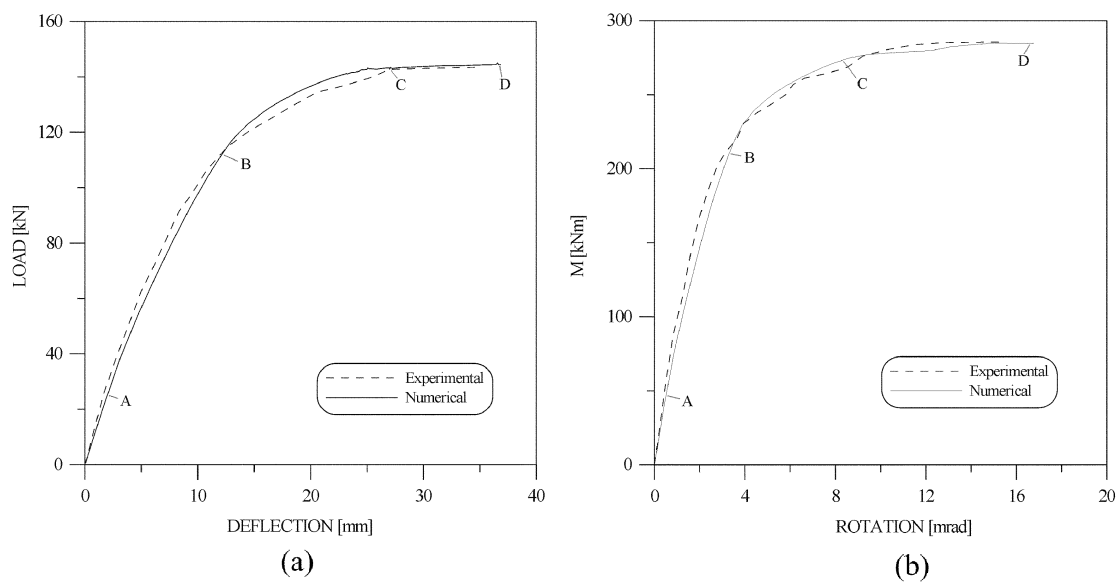 160
120
80
40
0
LOAD [kN]
A
B
C
D
Experimental
Numerical
0
10
20
30
40
DEFLECTION [mm]
(a)
300
200
100
0
M [kNm]
A
B
C
D
Experimental
Numerical
0
4
8
12
16
20
ROTATION [mrad]
(b)